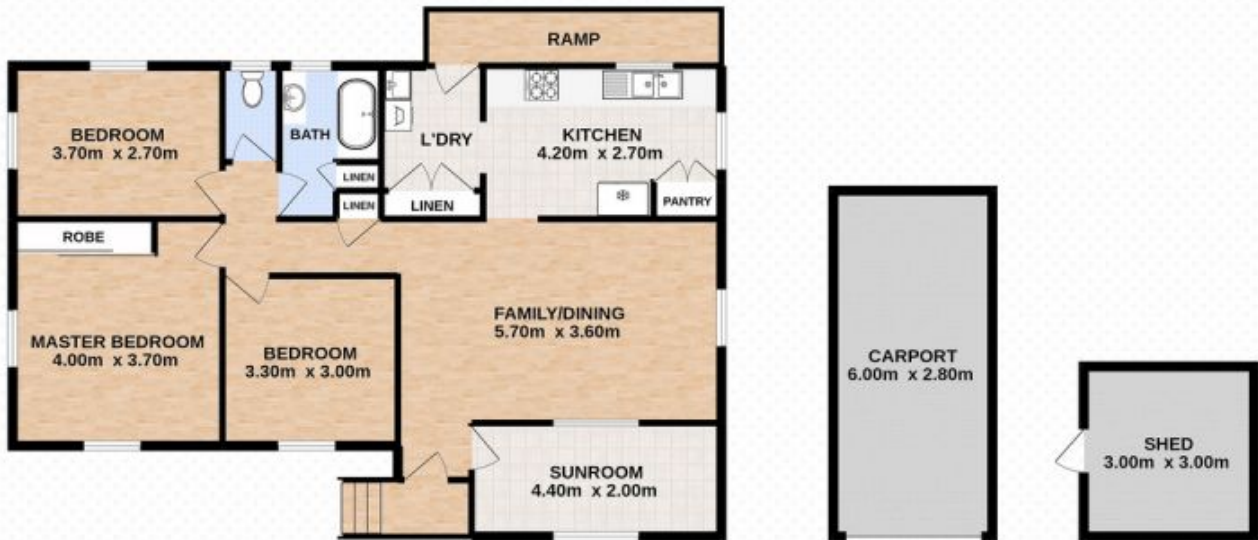 RAMP
BEDROOM
3.70m x 2.70m
BATH
L'DRY
KITCHEN
4.20m x 2.70m
LINEN
LINEN
LINEN
PANTRY
ROBE
MASTER BEDROOM
4.00m x 3.70m
BEDROOM
3.30m x 3.00m
FAMILY/DINING
5.70m x 3.60m
SUNROOM
4.40m x 2.00m
CARPORT
6.00m x 2.80m
SHED
3.00m x 3.00m